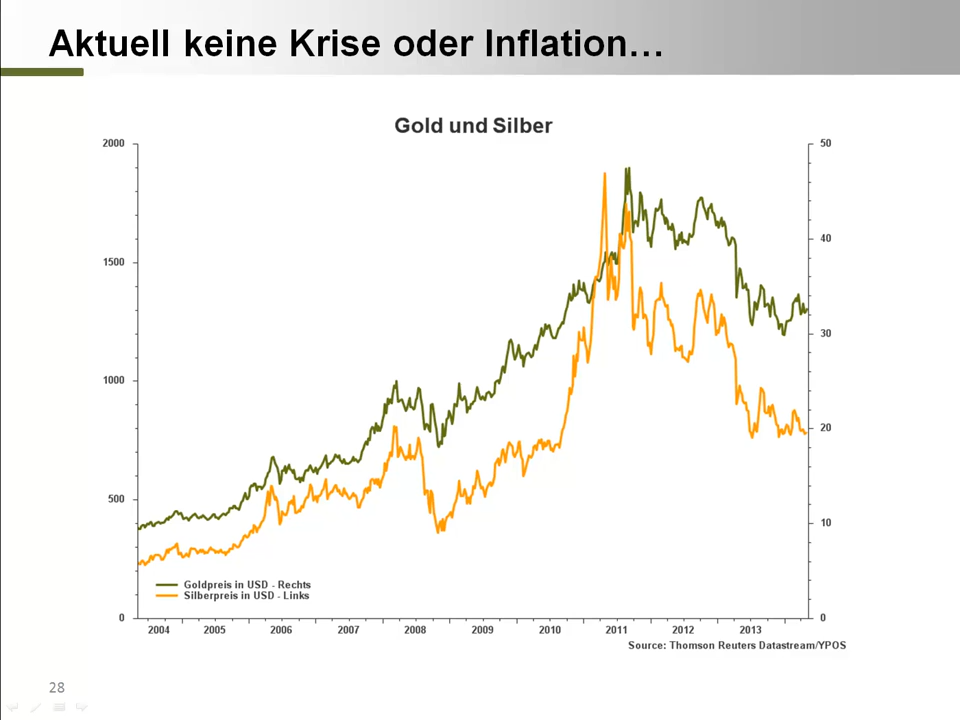 Aktuell keine Krise oder Inflation…
Gold und Silber
2000
50
40
1500
30
1000
20
500
10
Goldpreis in USD - Rechts
Silberpreis in USD - Links
0
0
2004 2005 2006 2007 2008 2009 2010 2011 2012 2013
Source: Thomson Reuters Datastream/YPOS
28